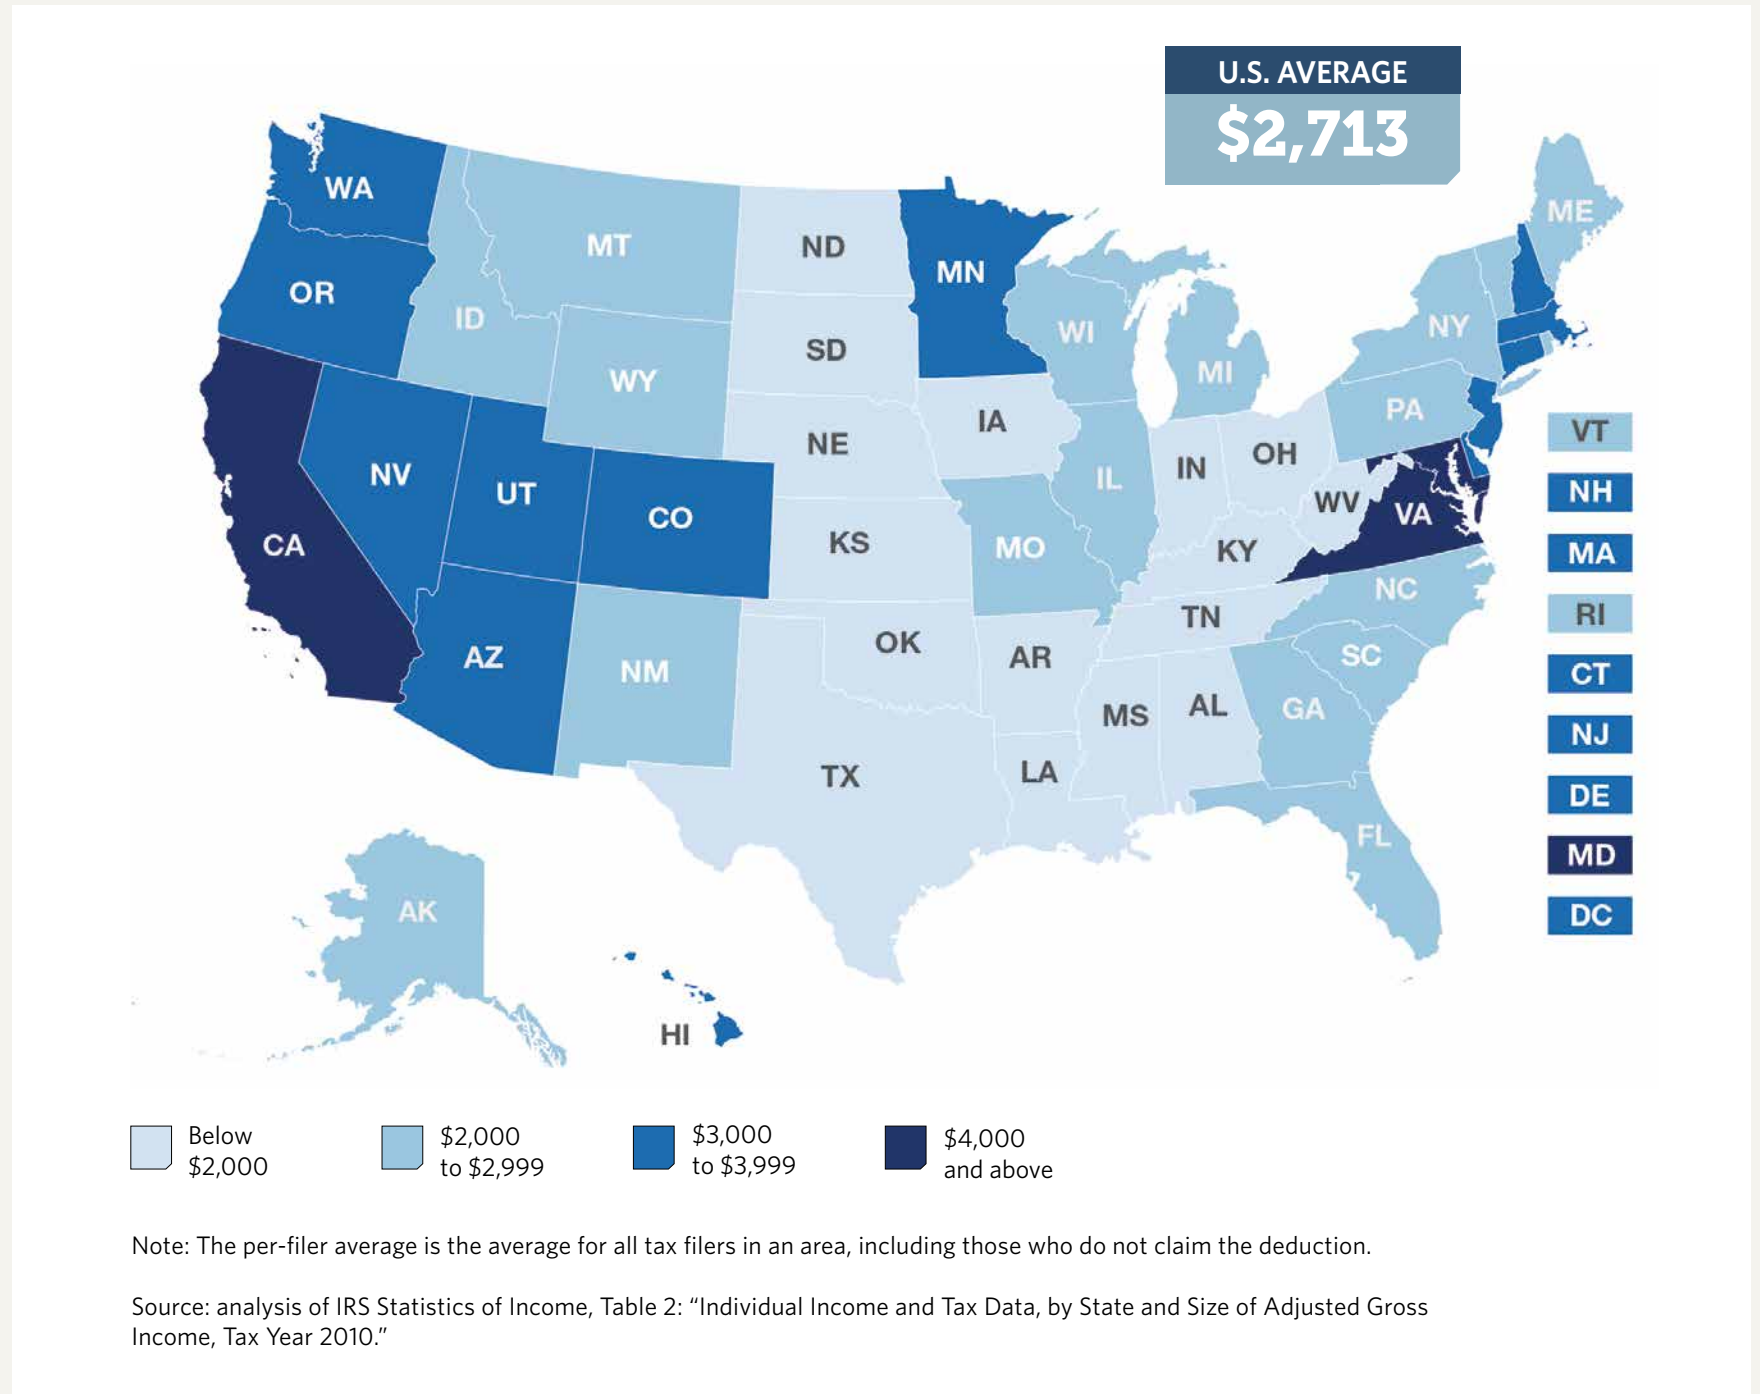 U.S. AVERAGE
$2,713
WA
OR
CA
NV
ID
MT
WY
UT
CO
AZ
NM
ND
SD
NE
KS
OK
TX
MN
IA
MO
AR
LA
WI
IL
MI
IN
OH
KY
TN
MS
AL
GA
FL
SC
NC
VA
WV
PA
NY
ME
VT
NH
MA
RI
CT
NJ
DE
MD
DC
AK
HI
Below
$2,000
$2,000
to $2,999
$3,000
to $3,999
$4,000
and above
Note: The per-filer average is the average for all tax filers in an area, including those who do not claim the deduction.
Source: analysis of IRS Statistics of Income, Table 2: “Individual Income and Tax Data, by State and Size of Adjusted Gross
Income, Tax Year 2010.”